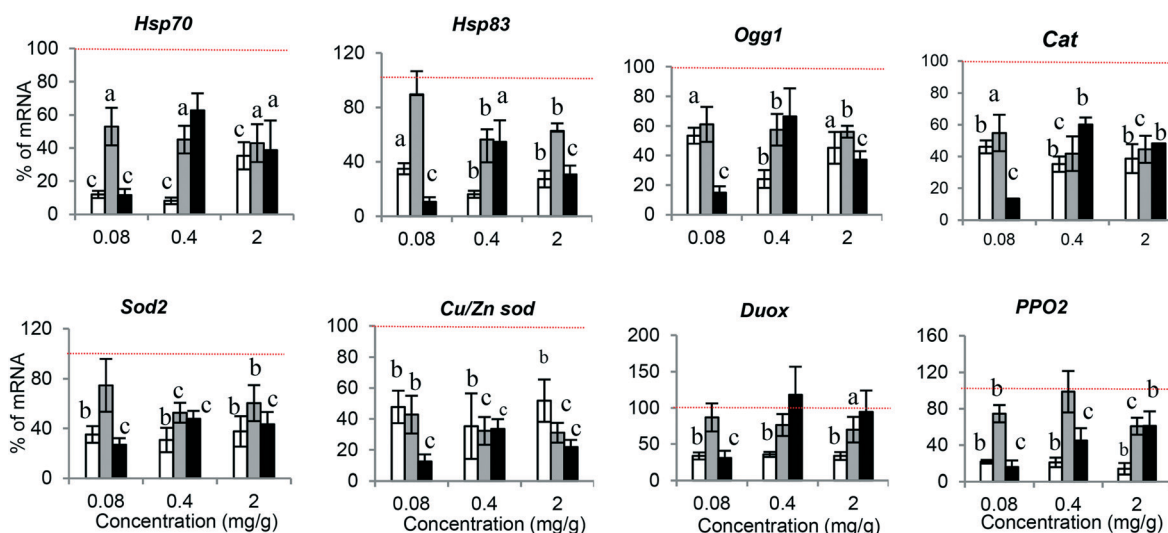 Hsp70
% of mRNA
100
80
60
40
20
0
c a c
c a
c a a
0.08 0.4 2
Hsp83
120
80
40
0
a c
b b a
b b c
0.08 0.4 2
Ogg1
100
80
60
40
20
0
a c
b b
a b c
0.08 0.4 2
Cat
100
80
60
40
20
0
b a c
c c b
c c b
0.08 0.4 2
Sod2
% of mRNA
120
80
40
0
b c
b c c
b b c
0.08 0.4 2
Concentration (mg/g)
Cu/Zn sod
100
80
60
40
20
0
b b c
c
b c c
0.08 0.4 2
Concentration (mg/g)
Duox
200
150
100
50
0
b c
b b
b a
0.08 0.4 2
Concentration (mg/g)
PPO2
160
120
80
40
0
b b c
b c
b c b
0.08 0.4 2
Concentration (mg/g)